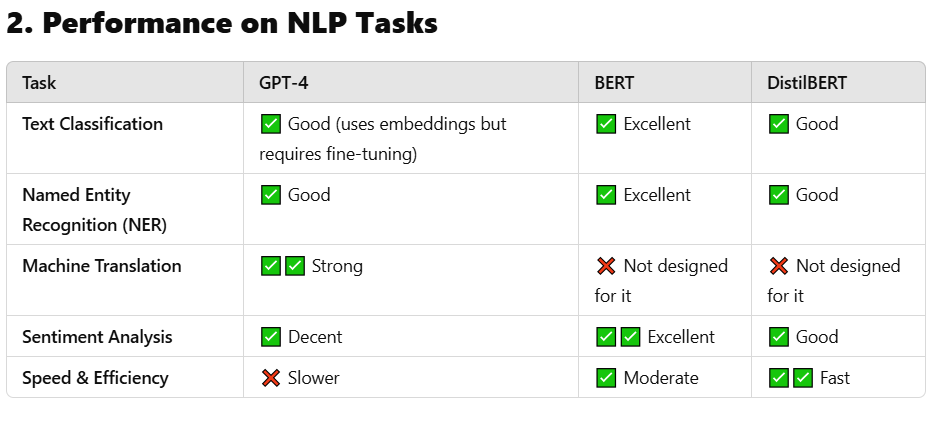 2. Performance on NLP Tasks
Task GPT-4 BERT DistilBERT
Text Classification ✅ Good (uses embeddings but requires fine-tuning) ✅ Excellent ✅ Good
Named Entity Recognition (NER) ✅ Good ✅ Excellent ✅ Good
Machine Translation ✅✅ Strong ❌ Not designed for it ❌ Not designed for it
Sentiment Analysis ✅ Decent ✅✅ Excellent ✅ Good
Speed & Efficiency ❌ Slower ✅ Moderate ✅✅ Fast